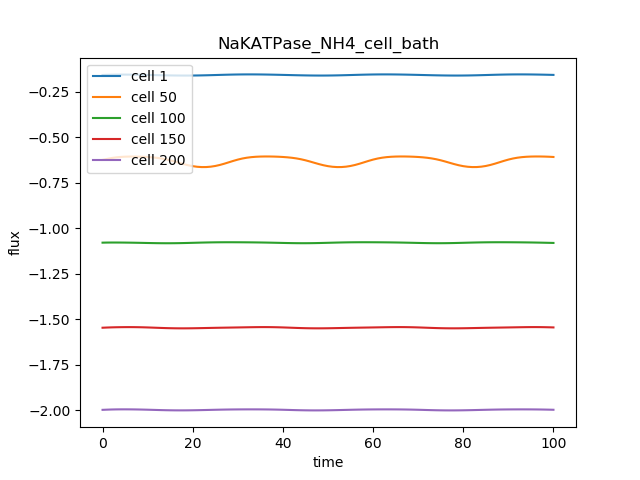 NaKATPase_NH4_cell_bath
cell 1
cell 50
cell 100
cell 150
cell 200
flux
−0.25
−0.50
−0.75
−1.00
−1.25
−1.50
−1.75
−2.00
0 20 40 60 80 100
time